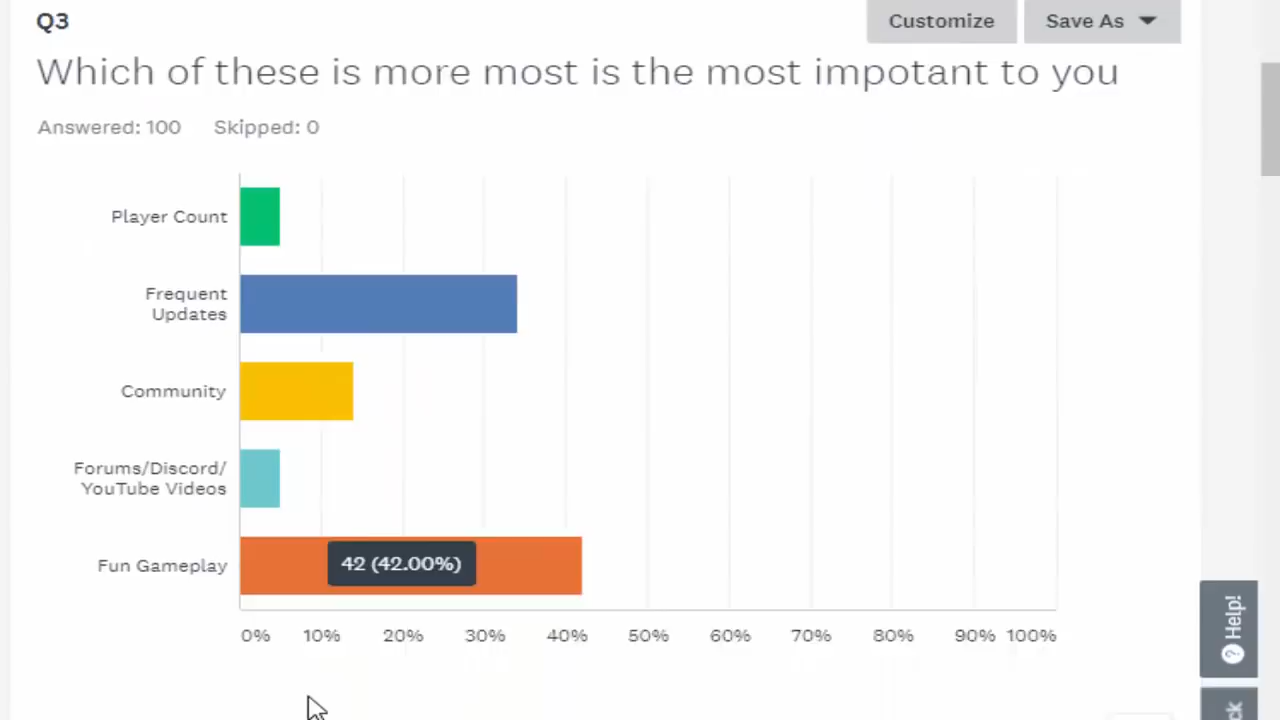 Q3
Customize
Save As
Which of these is more most is the most impotant to you
Answered: 100 Skipped: 0
Player Count
Frequent
Updates
Community
Forums/Discord/
YouTube Videos
Fun Gameplay
42 (42.00%)
0% 10% 20% 30% 40% 50% 60% 70% 80% 90% 100%
? Help!
ck